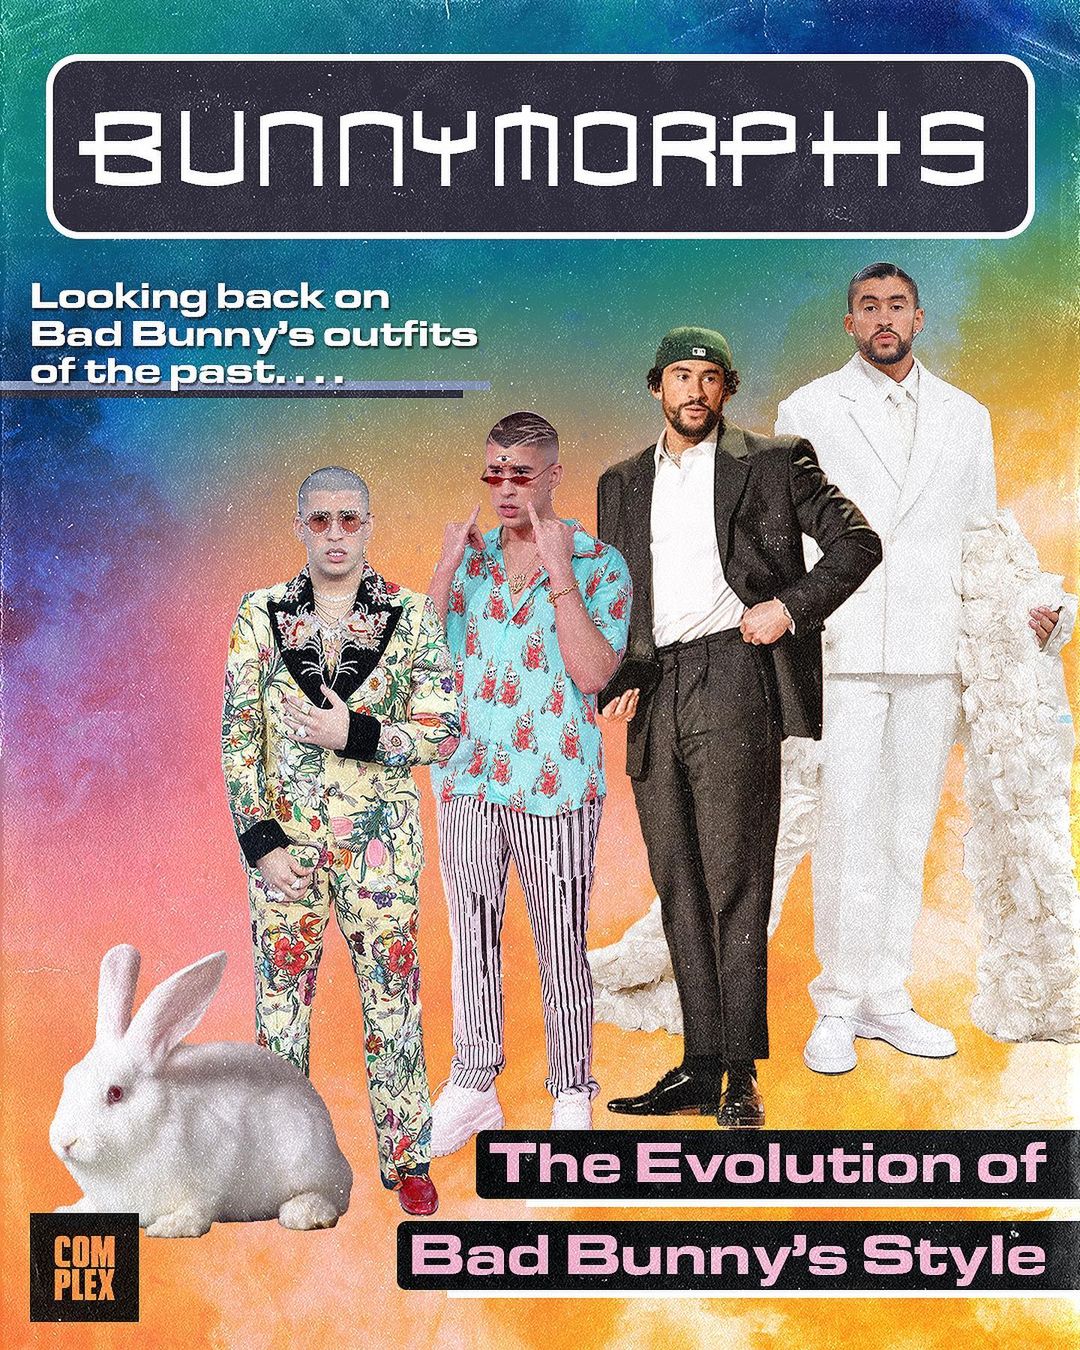 BUNNYMORPHS
Looking back on
Bad Bunny's outfits
of the past....
The Evolution of
Bad Bunny's Style
COM
PLEX